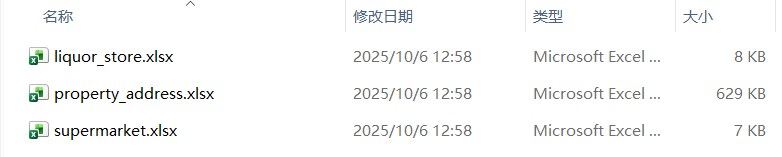 名称 修改日期 类型 大小
liquor_store.xlsx 2025/10/6 12:58 Microsoft Excel ... 8 KB
property_address.xlsx 2025/10/6 12:58 Microsoft Excel ... 629 KB
supermarket.xlsx 2025/10/6 12:58 Microsoft Excel ... 7 KB